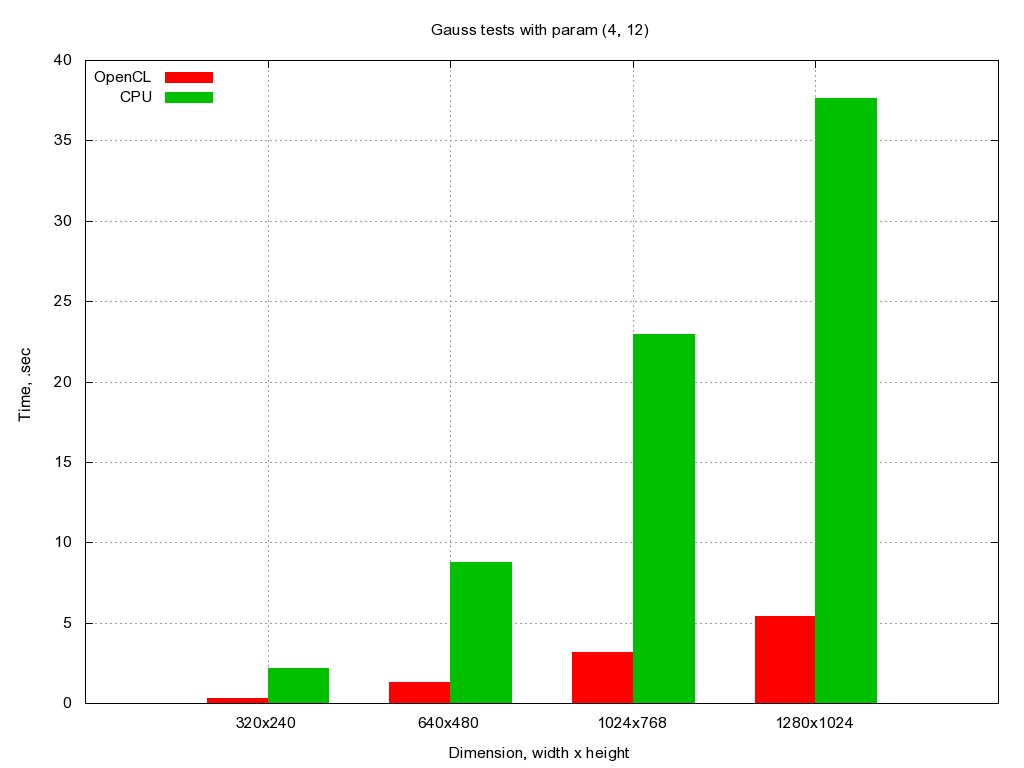 Gauss tests with param (4, 12)
OpenCL
CPU
40
35
30
25
20
15
10
5
0
Time, .sec
320x240 640x480 1024x768 1280x1024
Dimension, width x height